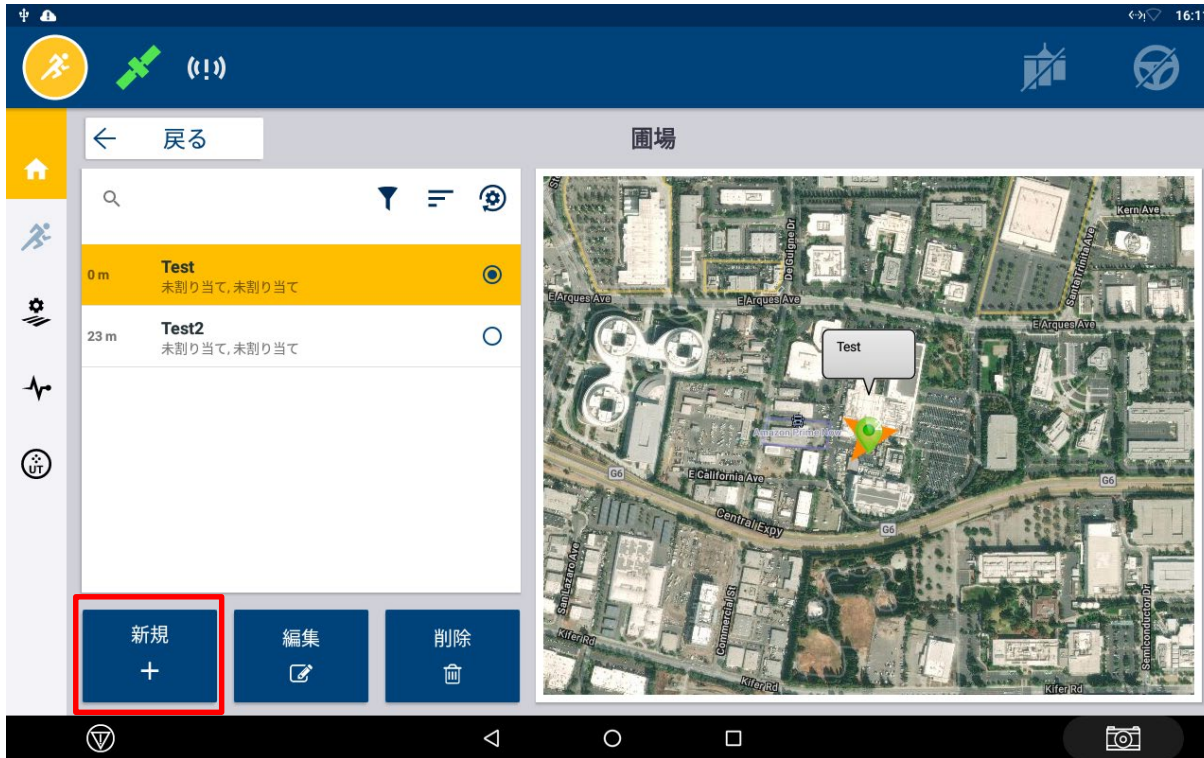 16:11
戻る
圃場
0 m
Test
未割り当て, 未割り当て
23 m
Test2
未割り当て, 未割り当て
UT
新規
編集
削除
Kern Ave
De Guigne Dr
Santa Trinita Ave
E Arques Ave
E Arques Ave
E Arques Ave
Test
Amazon Prime Now
G6
E California Ave
G6
Central Expy
G6
San Lazaro Ave
Commercial St
Semiconductor Dr
Kifer Rd
Kifer Rd
Kifer Rd